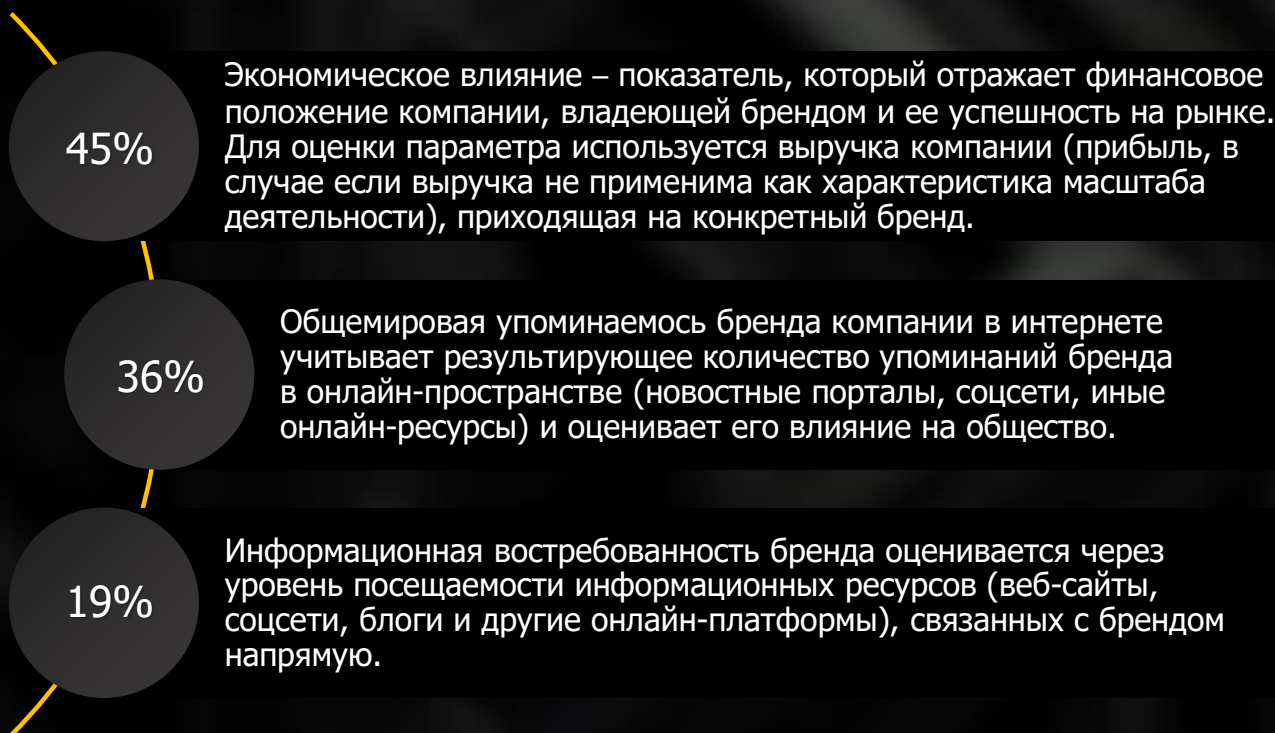 45%
Экономическое влияние – показатель, который отражает финансовое
положение компании, владеющей брендом и ее успешность на рынке.
Для оценки параметра используется выручка компании (прибыль, в
случае если выручка не применима как характеристика масштаба
деятельности), приходящая на конкретный бренд.
36%
Общемировая упоминаемось бренда компании в интернете
учитывает результирующее количество упоминаний бренда
в онлайн-пространстве (новостные порталы, соцсети, иные
онлайн-ресурсы) и оценивает его влияние на общество.
19%
Информационная востребованность бренда оценивается через
уровень посещаемости информационных ресурсов (веб-сайты,
соцсети, блоги и другие онлайн-платформы), связанных с брендом
напрямую.